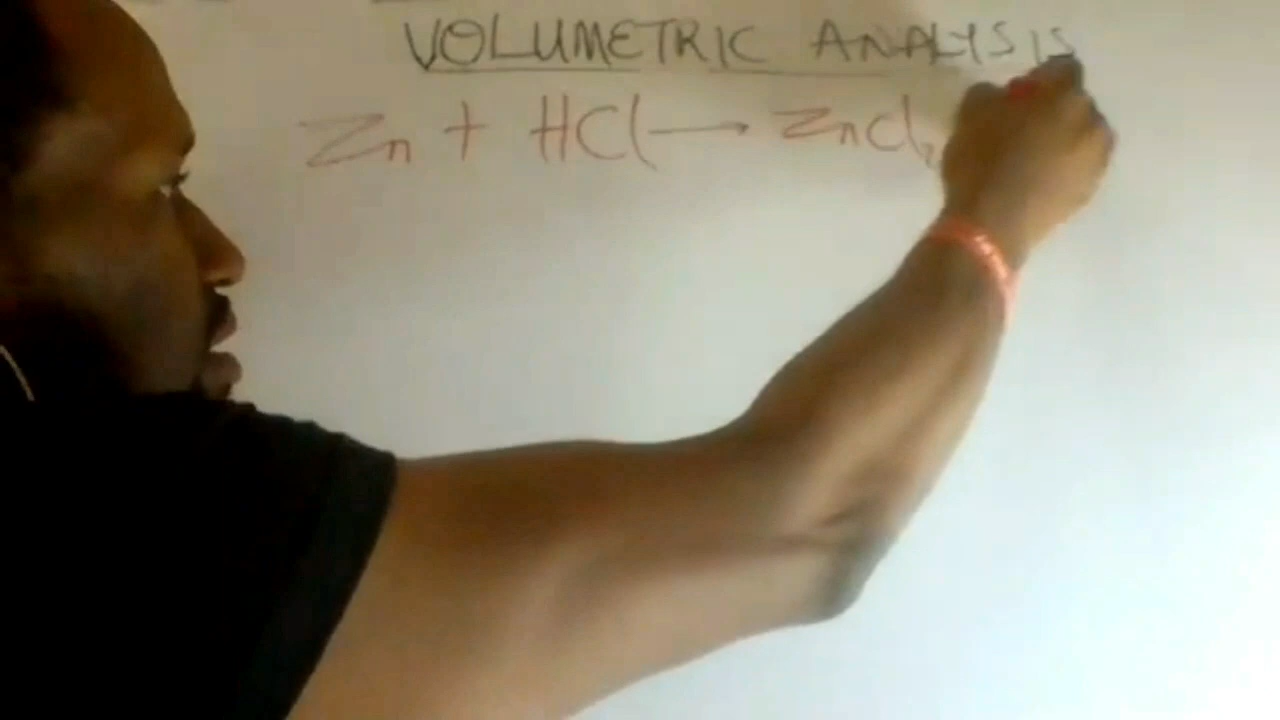 VOLUMETRIC ANALYSIS
Zn + HCl → ZnCl₂